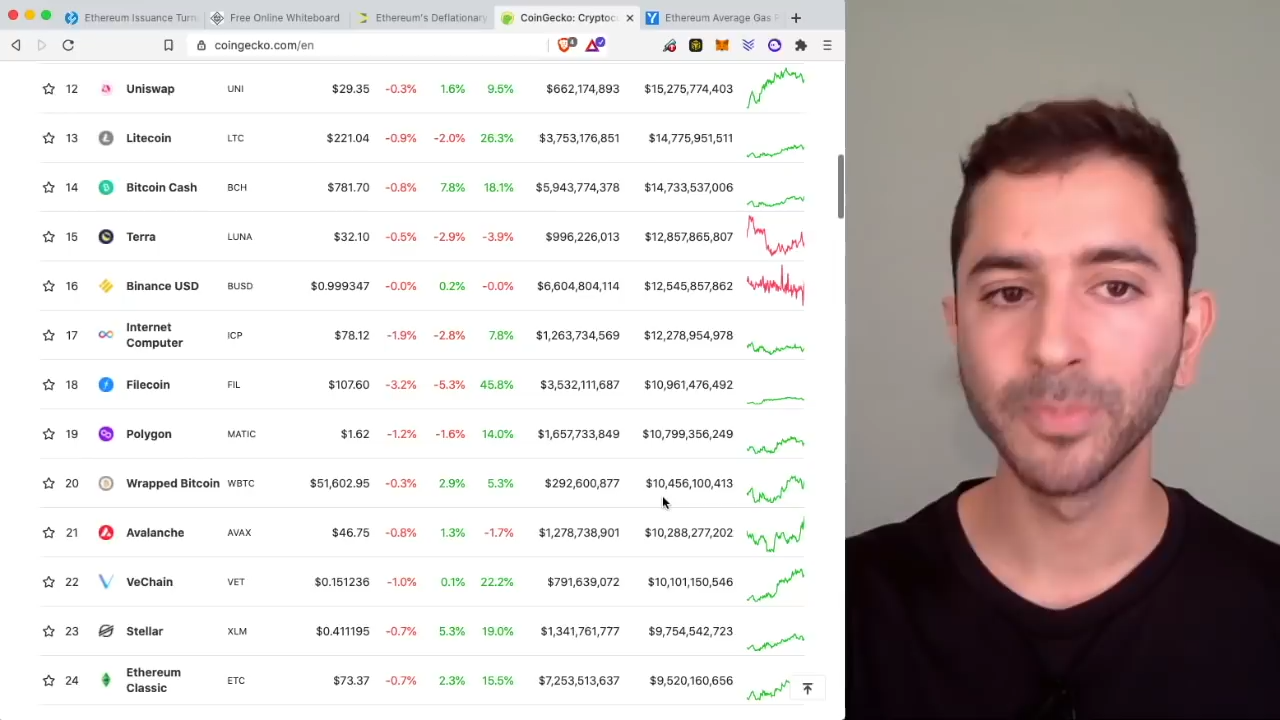 Ethereum Issuance Turn
Free Online Whiteboard
Ethereum's Deflationary
CoinGecko: Cryptoc
Ethereum Average Gas P
coingecko.com/en
12 Uniswap UNI $29.35 -0.3% 1.6% 9.5% $662,174,893 $15,275,774,403
13 Litecoin LTC $221.04 -0.9% -2.0% 26.3% $3,753,176,851 $14,775,951,511
14 Bitcoin Cash BCH $781.70 -0.8% 7.8% 18.1% $5,943,774,378 $14,733,537,006
15 Terra LUNA $32.10 -0.5% -2.9% -3.9% $996,226,013 $12,857,865,807
16 Binance USD BUSD $0.999347 -0.0% 0.2% -0.0% $6,604,804,114 $12,545,857,862
17 Internet Computer ICP $78.12 -1.9% -2.8% 7.8% $1,263,734,569 $12,278,954,978
18 Filecoin FIL $107.60 -3.2% -5.3% 45.8% $3,532,111,687 $10,961,476,492
19 Polygon MATIC $1.62 -1.2% -1.6% 14.0% $1,657,733,849 $10,799,356,249
20 Wrapped Bitcoin WBTC $51,602.95 -0.3% 2.9% 5.3% $292,600,877 $10,456,100,413
21 Avalanche AVAX $46.75 -0.8% 1.3% -1.7% $1,278,738,901 $10,288,277,202
22 VeChain VET $0.151236 -1.0% 0.1% 22.2% $791,639,072 $10,101,150,546
23 Stellar XLM $0.411195 -0.7% 5.3% 19.0% $1,341,761,777 $9,754,542,723
24 Ethereum Classic ETC $73.37 -0.7% 2.3% 15.5% $7,253,513,637 $9,520,160,656